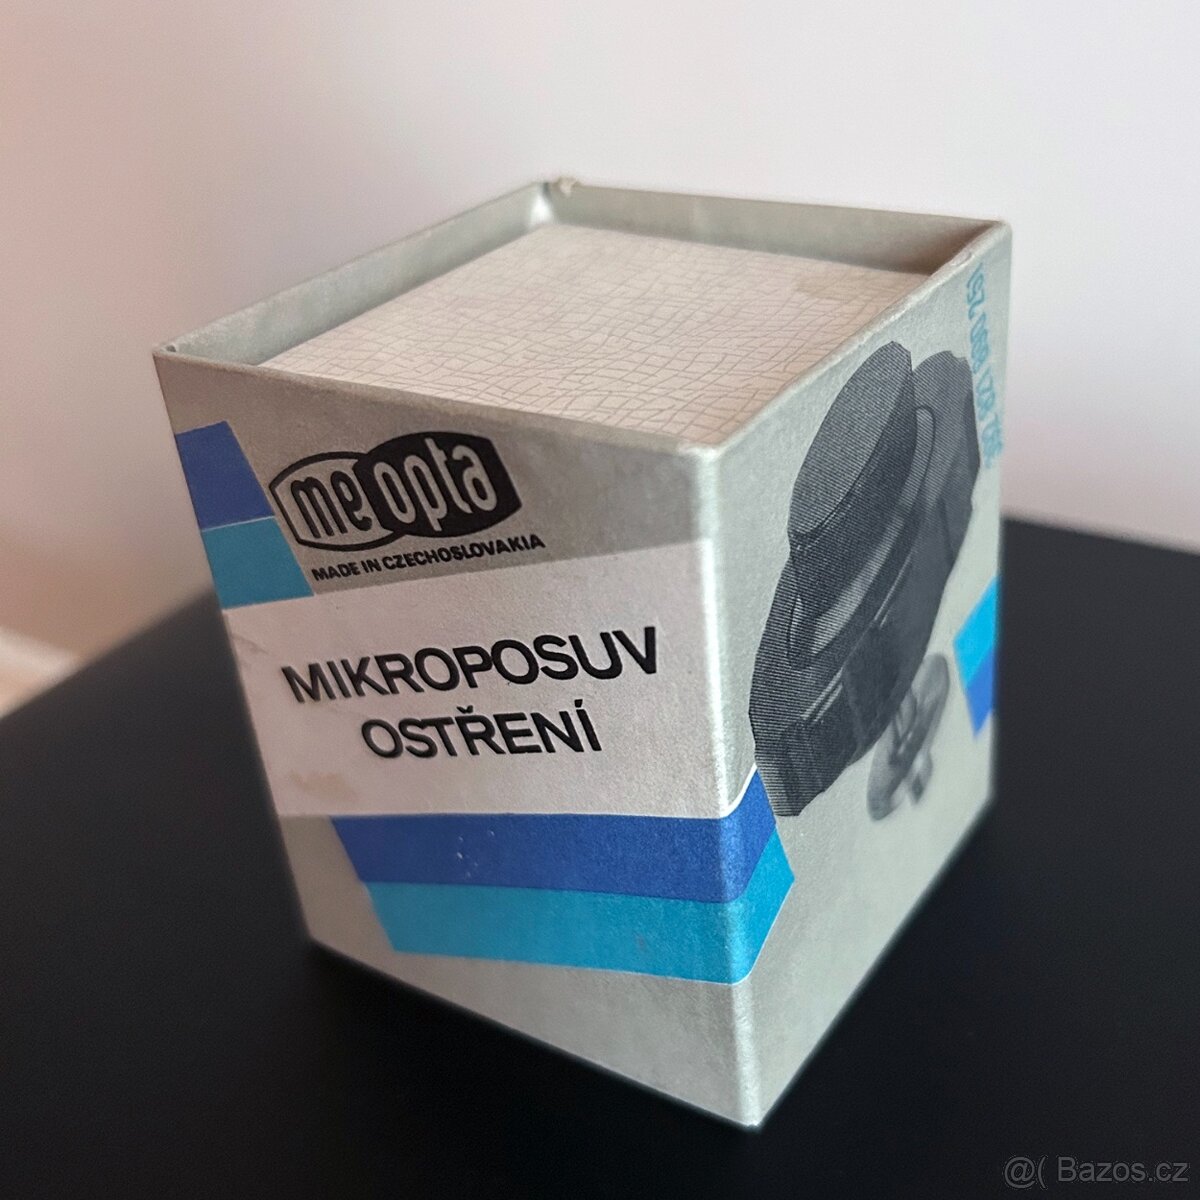 meopta
MADE IN CZECHOSLOVAKIA
MIKROPOSUV
OSTŘENÍ
@( Bazos.cz